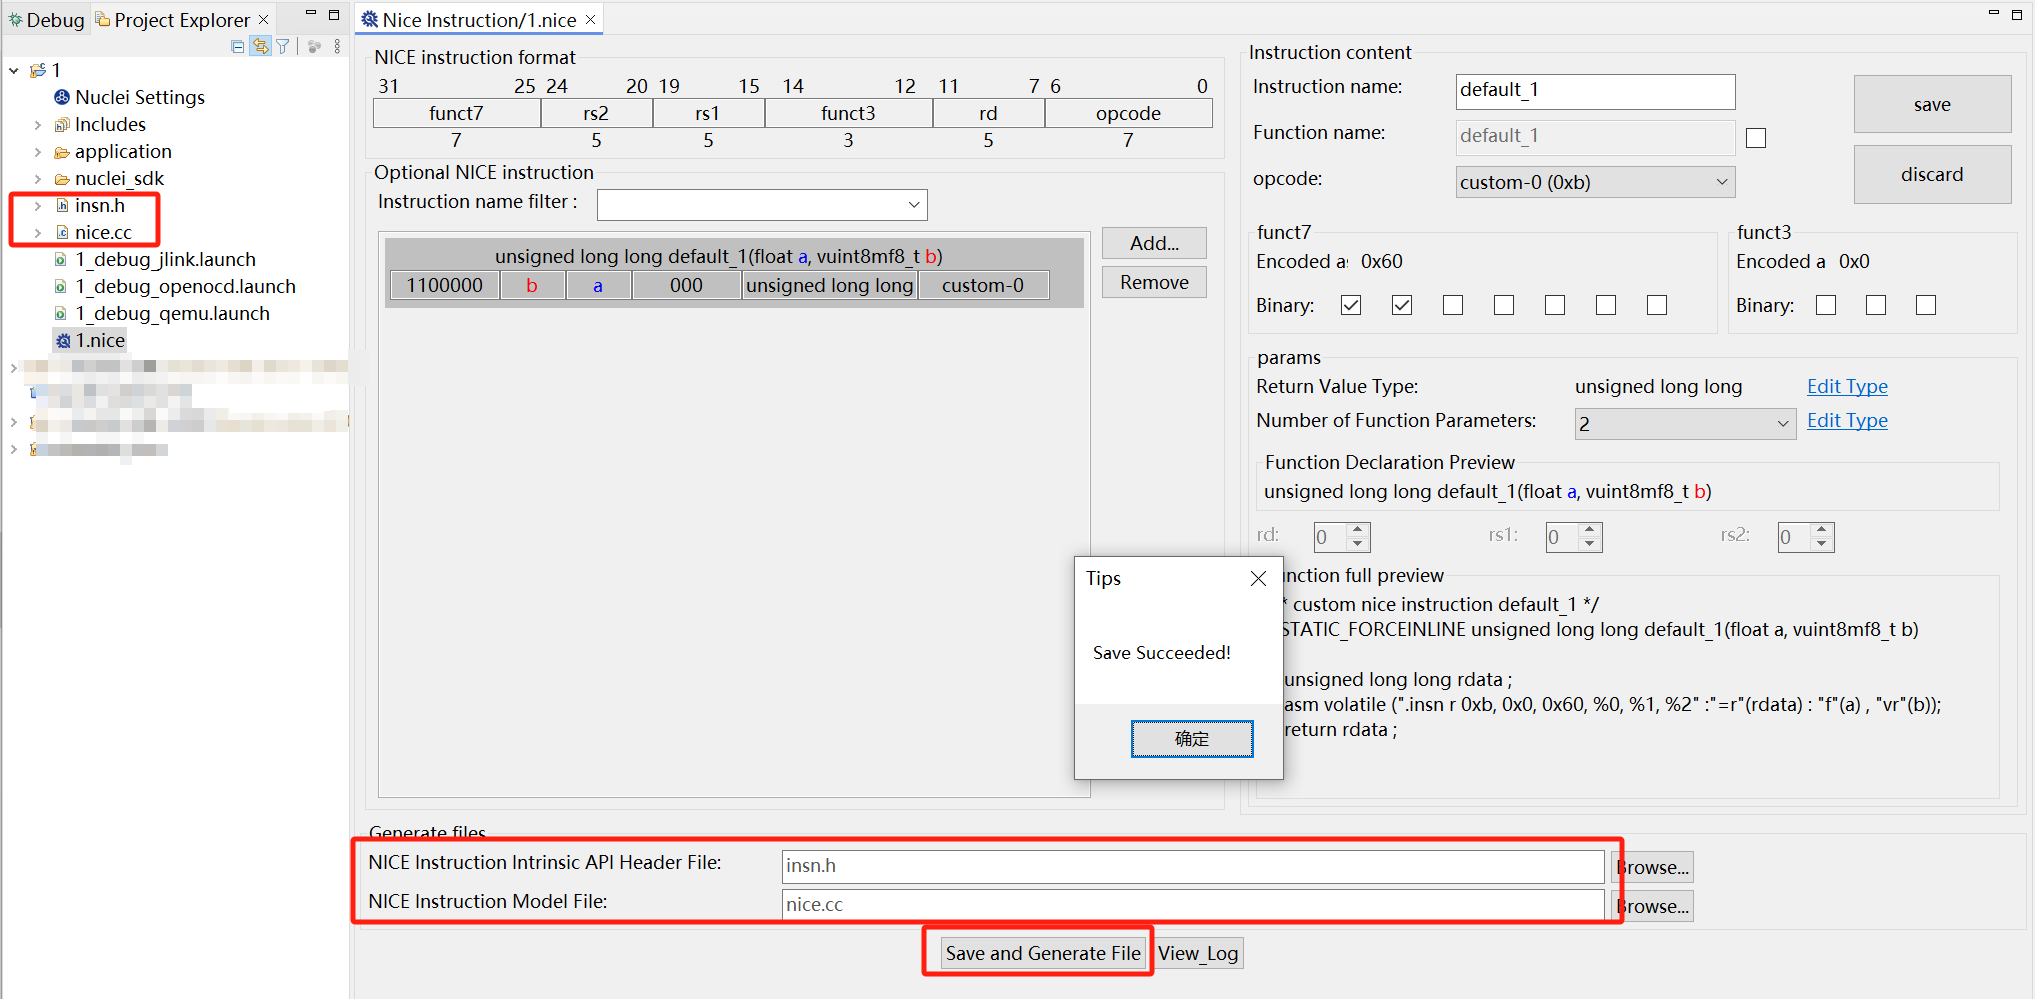 Debug
Project Explorer
1
Nuclei Settings
Includes
application
nuclei_sdk
insn.h
nice.cc
1_debug_jlink.launch
1_debug_openocd.launch
1_debug_qemu.launch
1.nice
Nice Instruction/1.nice
NICE instruction format
31 25 24 20 19 15 14 12 11 7 6 0
funct7 rs2 rs1 funct3 rd opcode
7 5 5 3 5 7
Optional NICE instruction
Instruction name filter :
unsigned long long default_1(float a, vuint8mf8_t b)
1100000 b a 000 unsigned long long custom-0
Add...
Remove
Instruction content
Instruction name: default_1
save
Function name: default_1
opcode: custom-0 (0xb)
discard
funct7
Encoded a: 0x60
Binary:
funct3
Encoded a 0x0
Binary:
params
Return Value Type: unsigned long long Edit Type
Number of Function Parameters: 2 Edit Type
Function Declaration Preview
unsigned long long default_1(float a, vuint8mf8_t b)
rd: 0 rs1: 0 rs2: 0
nction full preview
* custom nice instruction default_1 */
STATIC_FORCEINLINE unsigned long long default_1(float a, vuint8mf8_t b)
unsigned long long rdata ;
asm volatile (".insn r 0xb, 0x0, 0x60, %0, %1, %2" :"=r"(rdata) : "f"(a) , "vr"(b));
return rdata ;
Tips
Save Succeeded!
确定
Generate files
NICE Instruction Intrinsic API Header File: insn.h Browse...
NICE Instruction Model File: nice.cc Browse...
Save and Generate File
View_Log